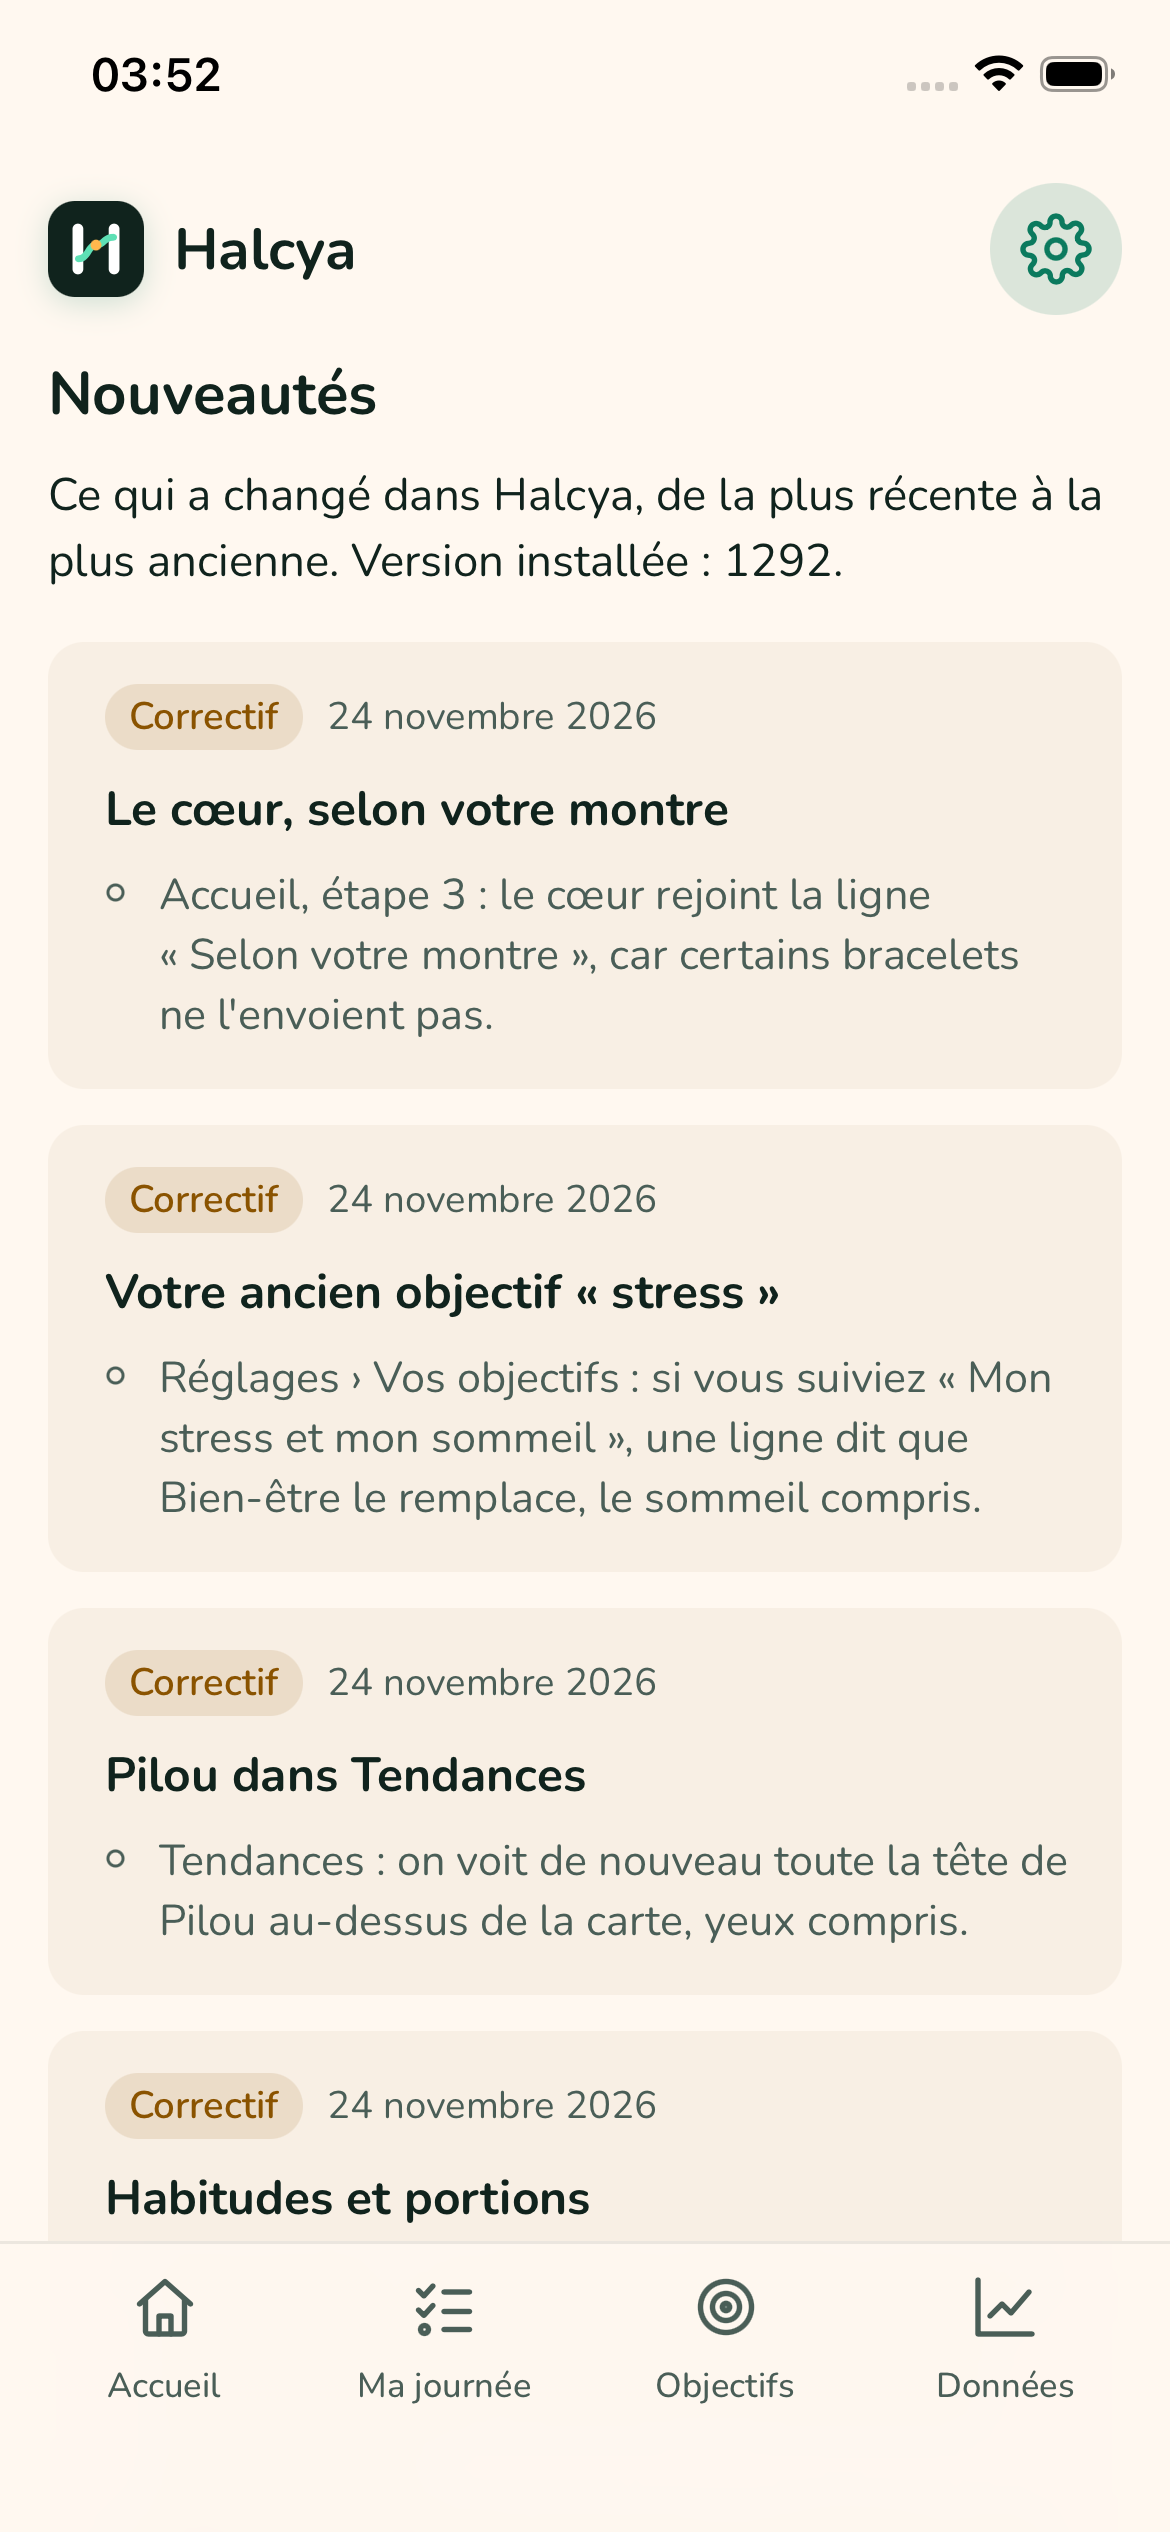 03:52
Halcya
Nouveautés
Ce qui a changé dans Halcya, de la plus récente à la
plus ancienne. Version installée : 1292.
Correctif 24 novembre 2026
Le cœur, selon votre montre
Accueil, étape 3 : le cœur rejoint la ligne
« Selon votre montre », car certains bracelets
ne l'envoient pas.
Correctif 24 novembre 2026
Votre ancien objectif « stress »
Réglages › Vos objectifs : si vous suiviez « Mon
stress et mon sommeil », une ligne dit que
Bien-être le remplace, le sommeil compris.
Correctif 24 novembre 2026
Pilou dans Tendances
Tendances : on voit de nouveau toute la tête de
Pilou au-dessus de la carte, yeux compris.
Correctif 24 novembre 2026
Habitudes et portions
Accueil Ma journée Objectifs Données